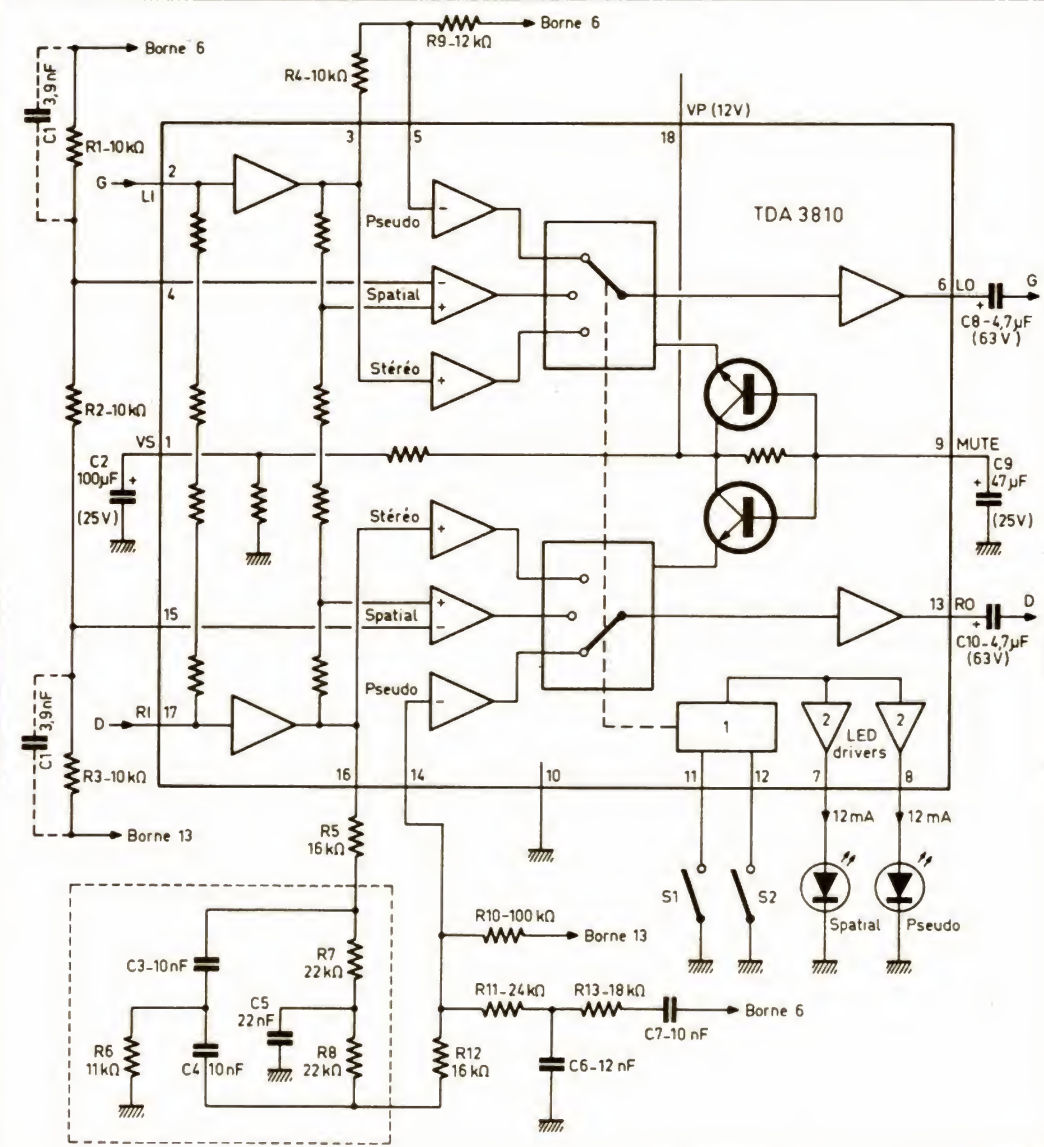 Borne 6
R9-12 kΩ
Borne 6
R4-10kΩ
C1
3,9nF
VP (12V)
R1-10kΩ
3
5
18
G
2
LI
TDA 3810
Pseudo
4
Spatial
6
LO
G
C8-4,7µF
(63V)
Stéréo
R2-10kΩ
VS
1
9
MUTE
C2
100µF
(25V)
C9
47µF
(25V)
Stéréo
15
Spatial
13
RO
D
C10-4,7µF
(63V)
Pseudo
D
RI
17
1
2
2
LED
drivers
C1
3,9nF
R3-10kΩ
16
14
10
11
12
7
8
Borne 13
12mA
12mA
R5
16kΩ
S1
S2
Spatial
Pseudo
R10-100 kΩ
Borne 13
C3-10nF
R7
22kΩ
R11-24kΩ
R13-18kΩ
Borne 6
C7-10 nF
C5
22nF
R6
11kΩ
C4
10nF
R8
22kΩ
R12
16kΩ
C6-12 nF